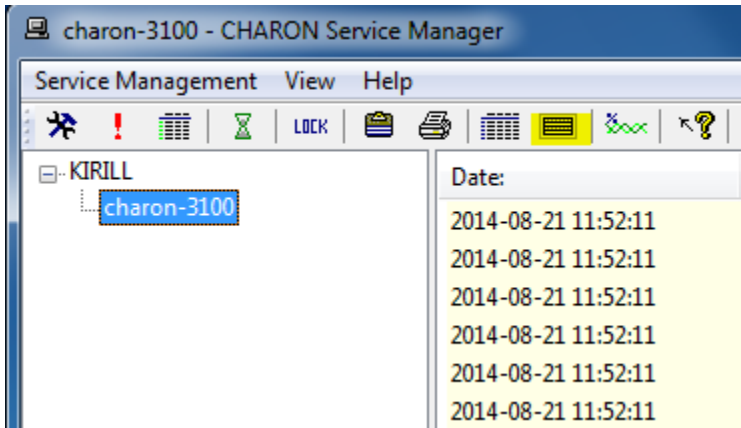 charon-3100 - CHARON Service Manager
Service Management View Help
LOCK
KIRILL
charon-3100
Date:
2014-08-21 11:52:11
2014-08-21 11:52:11
2014-08-21 11:52:11
2014-08-21 11:52:11
2014-08-21 11:52:11
2014-08-21 11:52:11